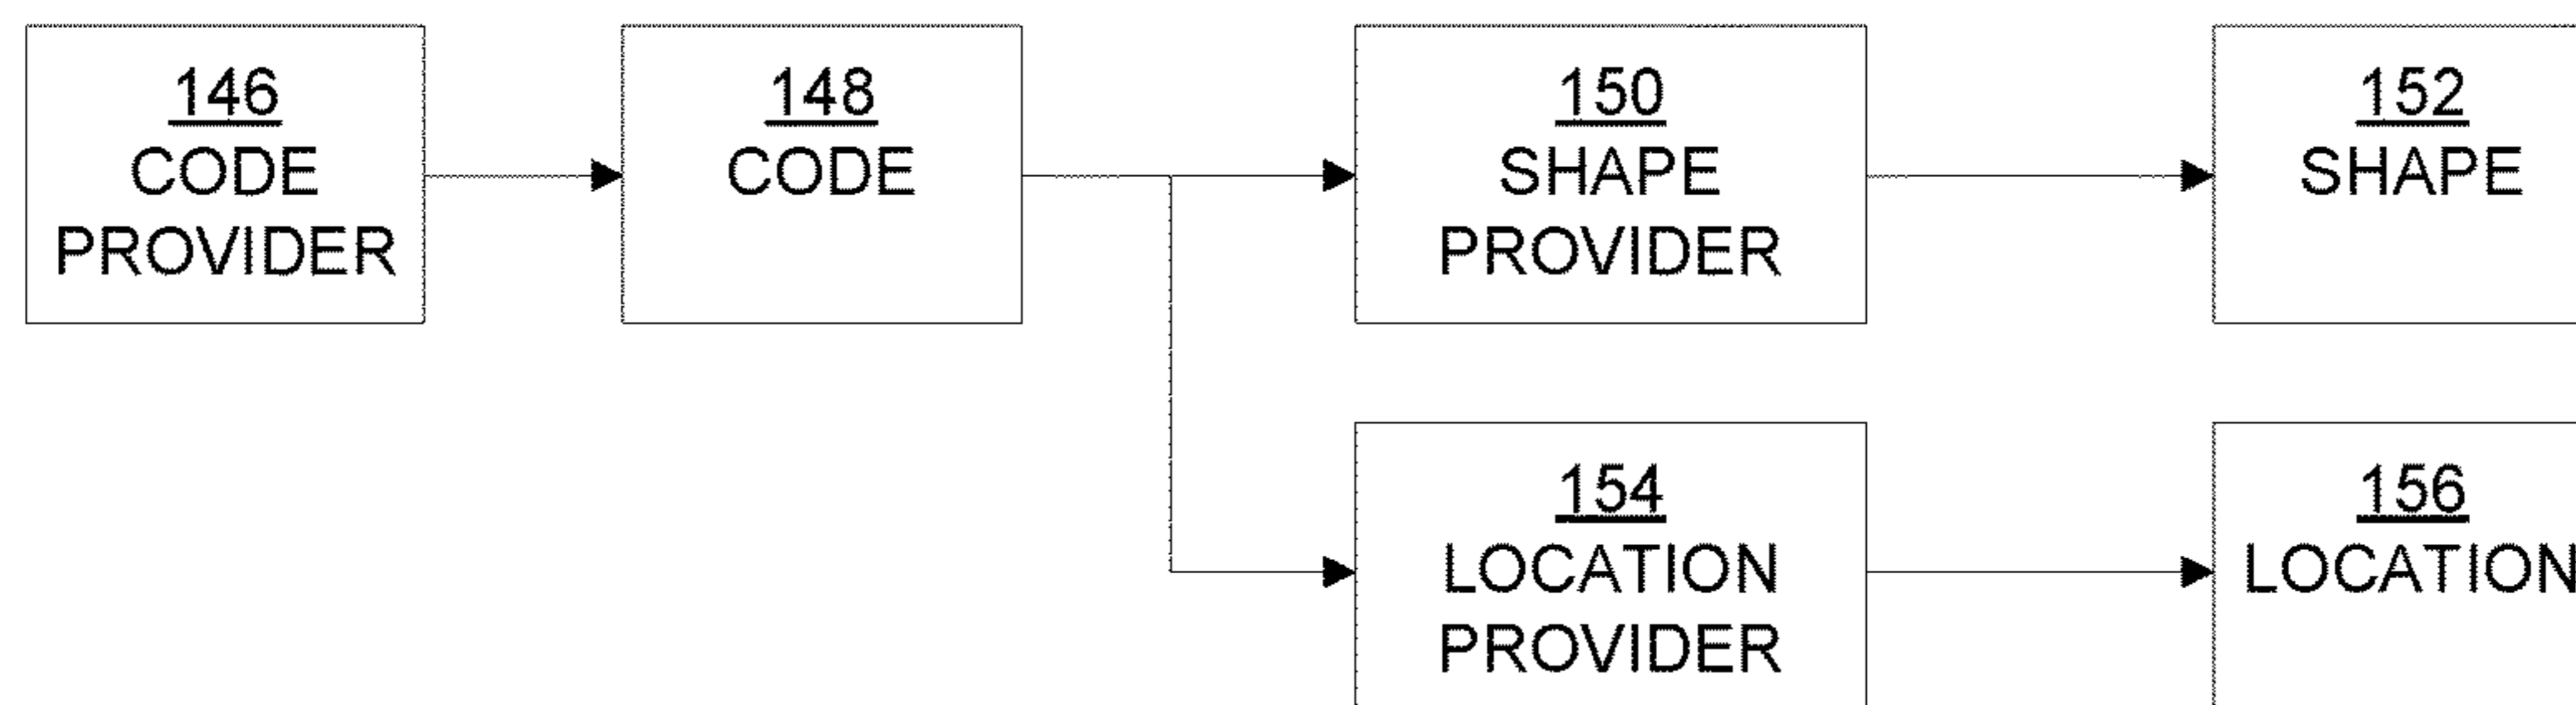 146
CODE
PROVIDER
148
CODE
150
SHAPE
PROVIDER
152
SHAPE
154
LOCATION
PROVIDER
156
LOCATION